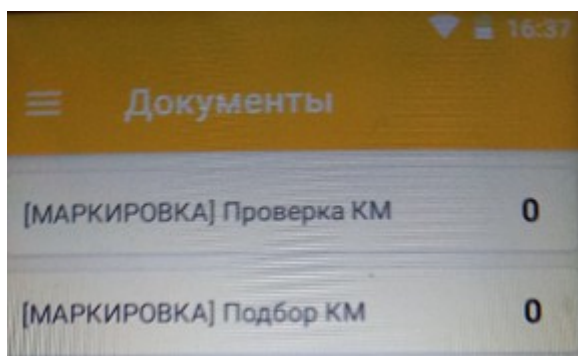 16:37
Документы
[МАРКИРОВКА] Проверка КМ 0
[МАРКИРОВКА] Подбор КМ 0